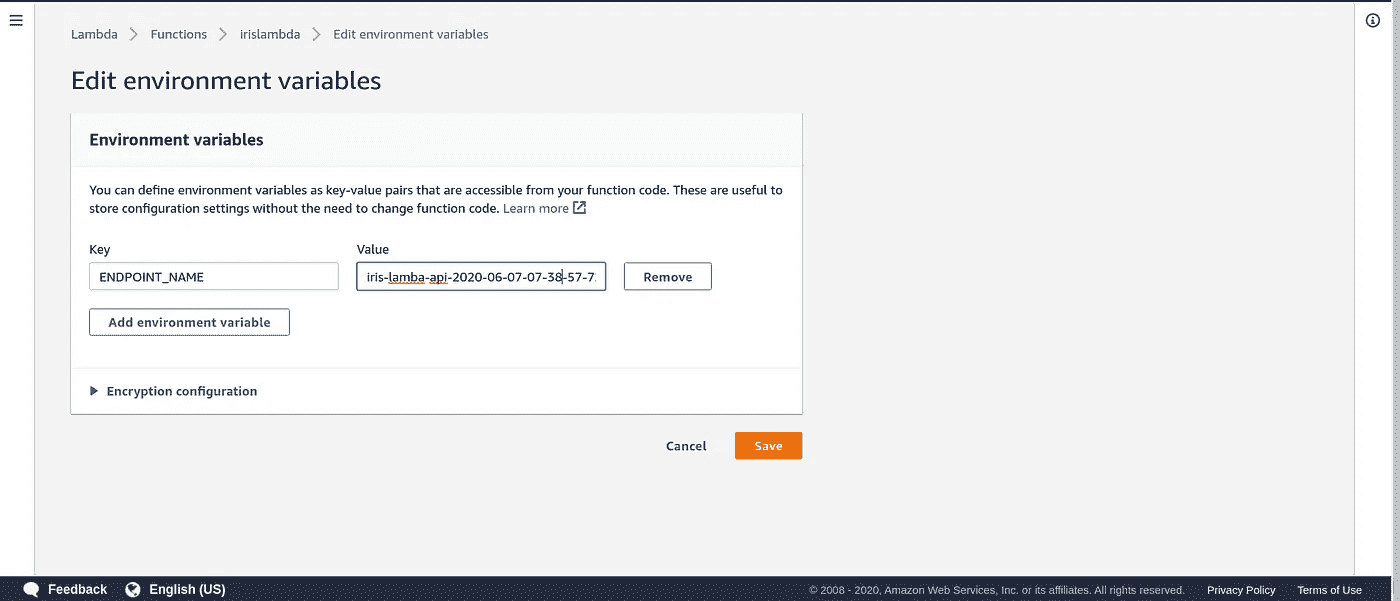 Lambda Functions irislambda Edit environment variables
Edit environment variables
Environment variables
You can define environment variables as key-value pairs that are accessible from your function code. These are useful to
store configuration settings without the need to change function code. Learn more
Key Value
ENDPOINT_NAME iris-lamba-api-2020-06-07-07-38-57-7 Remove
Add environment variable
Encryption configuration
Cancel Save
Feedback English (US) © 2008 - 2020, Amazon Web Services, Inc. or its affiliates. All rights reserved. Privacy Policy Terms of Use